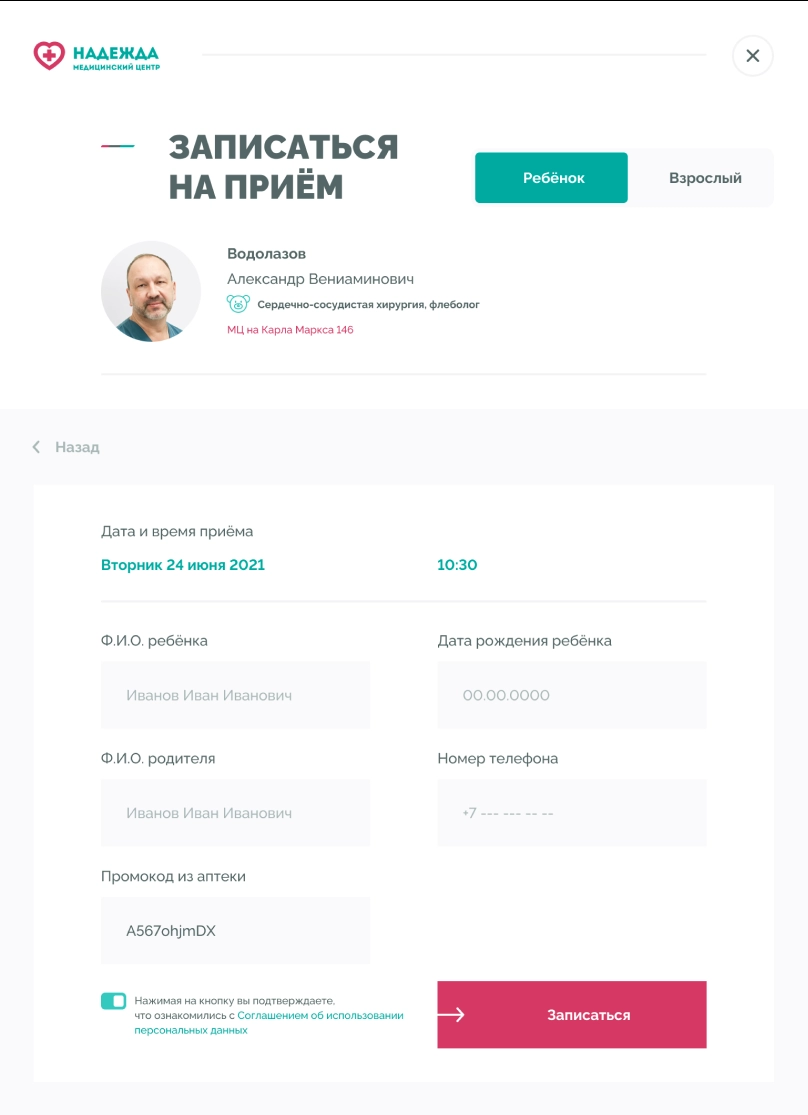 НАДЕЖДА
МЕДИЦИНСКИЙ ЦЕНТР
ЗАПИСАТЬСЯ
НА ПРИЁМ
Ребёнок
Взрослый
Водолазов
Александр Вениаминович
Сердечно-сосудистая хирургия, флеболог
МЦ на Карла Маркса 146
Назад
Дата и время приёма
Вторник 24 июня 2021
10:30
Ф.И.О. ребёнка
Дата рождения ребёнка
Иванов Иван Иванович
00.00.0000
Ф.И.О. родителя
Номер телефона
Иванов Иван Иванович
+7 --- --- -- --
Промокод из аптеки
A567ohjmDX
Нажимая на кнопку вы подтверждаете,
что ознакомились с Соглашением об использовании
персональных данных
Записаться